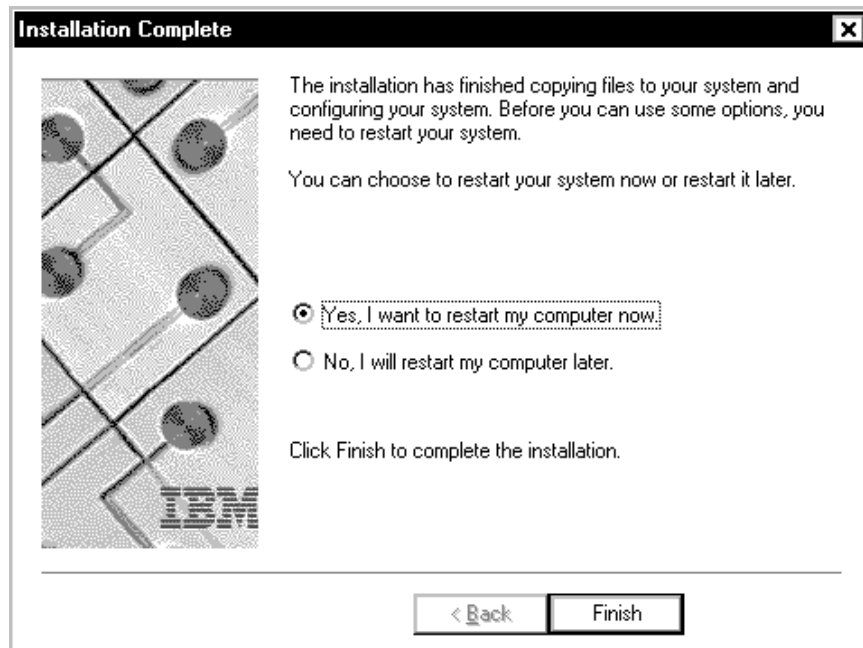 Installation Complete
The installation has finished copying files to your system and
configuring your system. Before you can use some options, you
need to restart your system.
You can choose to restart your system now or restart it later.
Yes, I want to restart my computer now.
No, I will restart my computer later.
Click Finish to complete the installation.
IBM
< Back
Finish